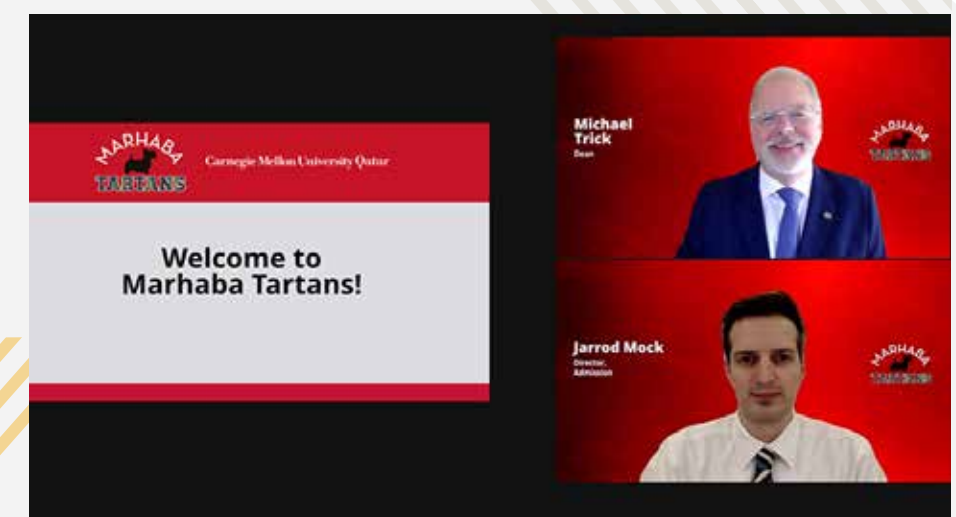 MARHABA
TARTANS
Carnegie Mellon University Qatar
Welcome to
Marhaba Tartans!
Michael
Trick
Dean
MARHABA
TARTANS
Jarrod Mock
Director,
Admission
MARHABA
TARTANS